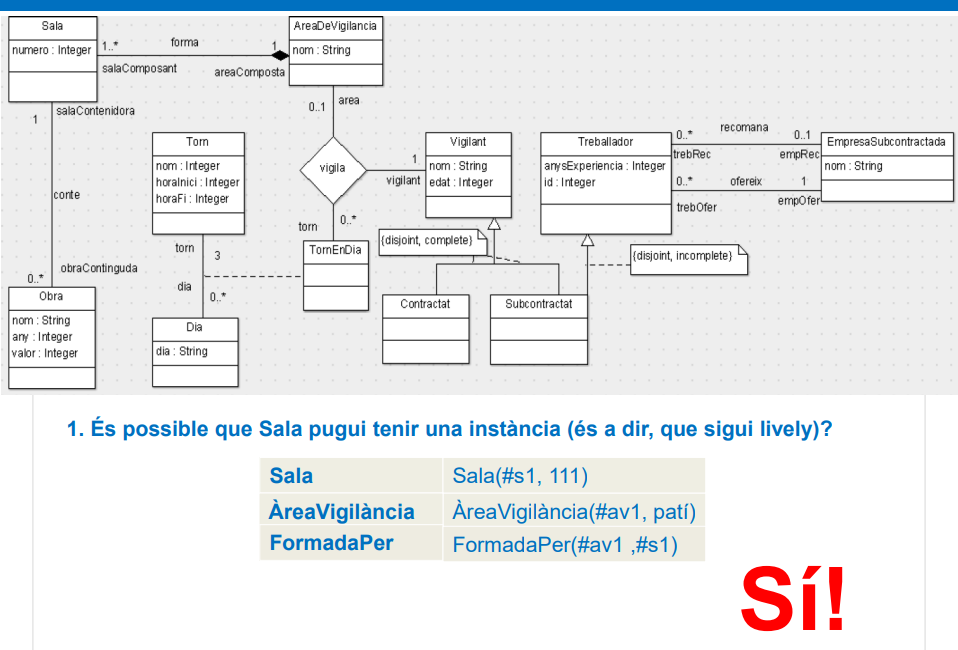 Sala
numero : Integer
1..*
forma
1
salaComposant
areaComposta
AreaDeVigilancia
nom : String
salaContenidora
1
0..1
area
Torn
nom : Integer
horaInici : Integer
horaFi : Integer
vigila
1
vigilant
Vigilant
nom : String
edat : Integer
Treballador
anysExperiencia : Integer
id : Integer
0..*
recomana
0..1
trebRec
empRec
0..*
ofereix
1
trebOfer
empOfer
EmpresaSubcontractada
nom : String
conte
torn
0..*
TornEnDia
{disjoint, complete}
{disjoint, incomplete}
torn
3
dia
0..*
obraContinguda
0..*
Obra
nom : String
any : Integer
valor : Integer
Dia
dia : String
Contractat
Subcontractat
1. És possible que Sala pugui tenir una instància (és a dir, que sigui lively)?
Sala Sala(#s1, 111)
ÀreaVigilància ÀreaVigilància(#av1, patí)
FormadaPer FormadaPer(#av1 ,#s1)
Sí!